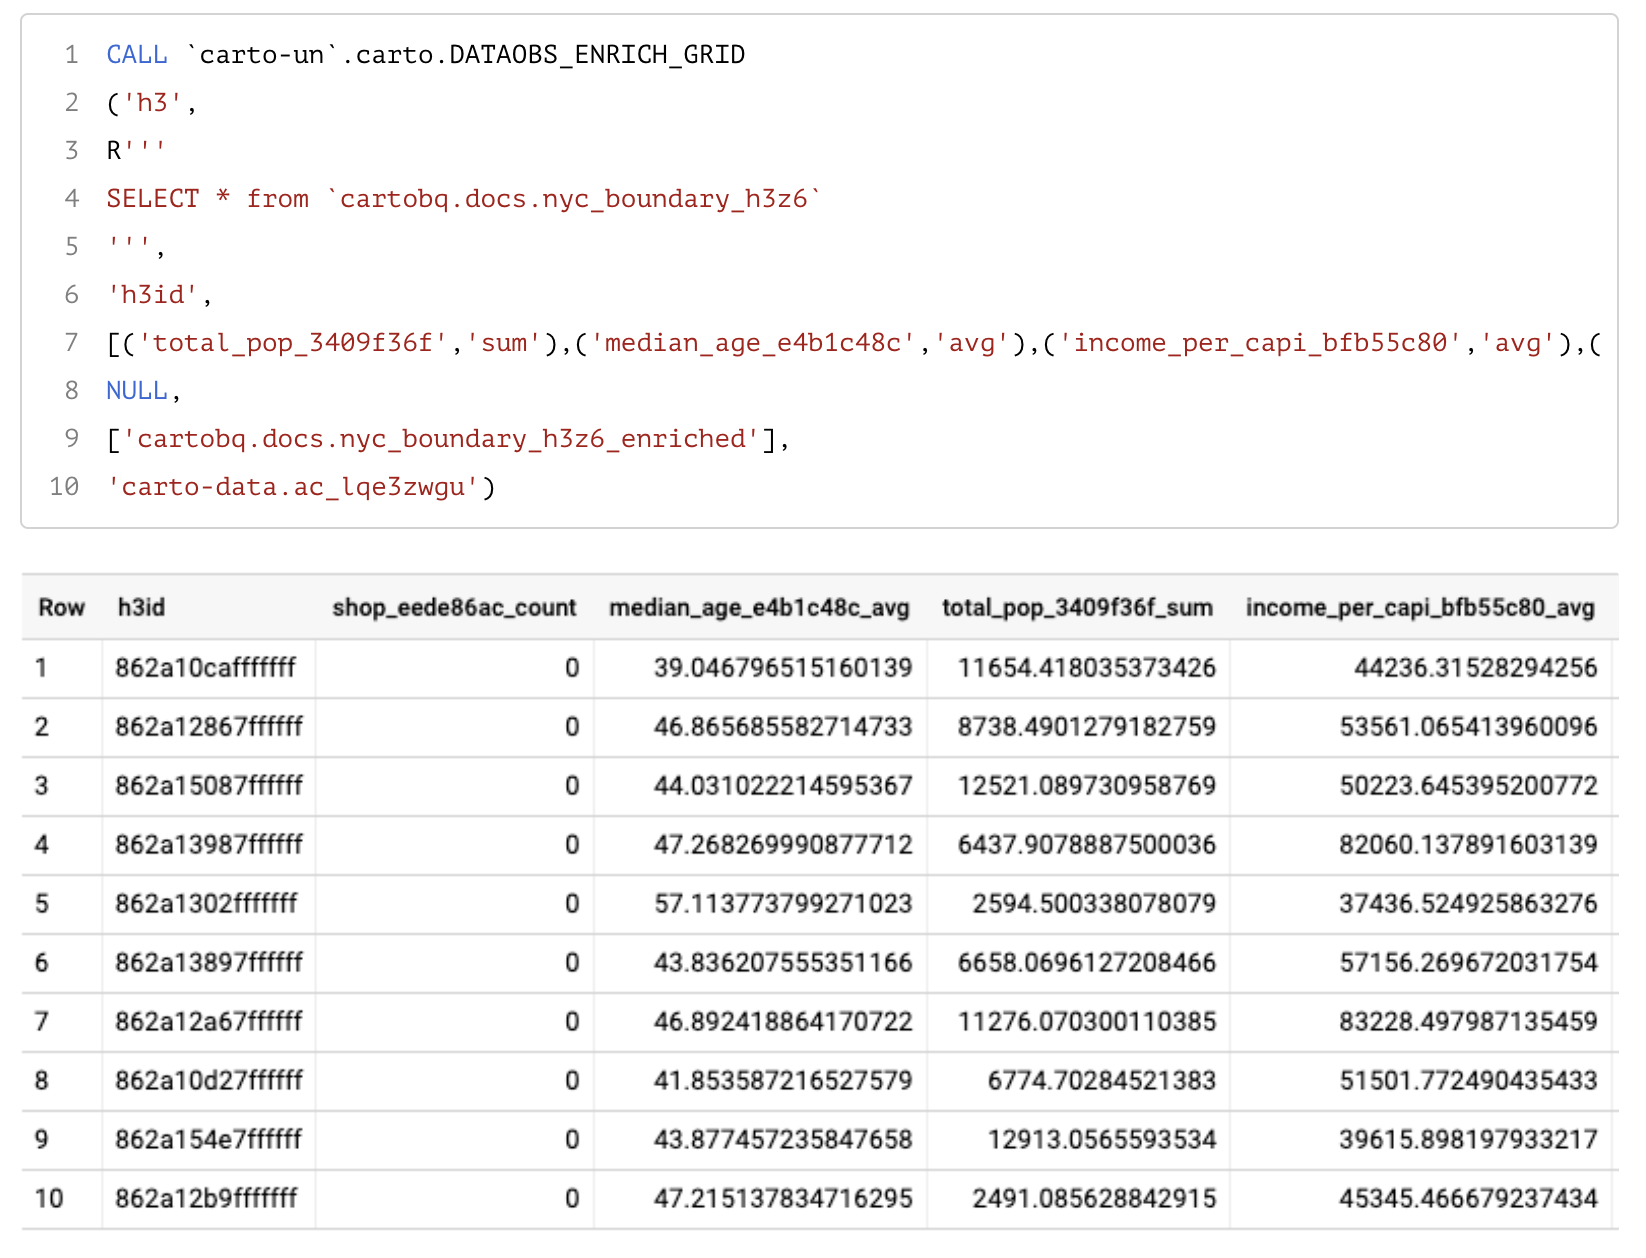 1 CALL `carto-un`.carto.DATAOBS_ENRICH_GRID
2 ('h3',
3 R'''
4 SELECT * from `cartobq.docs.nyc_boundary_h3z6`
5 ''',
6 'h3id',
7 [('total_pop_3409f36f','sum'),('median_age_e4b1c48c','avg'),('income_per_capi_bfb55c80','avg'),(
8 NULL,
9 ['cartobq.docs.nyc_boundary_h3z6_enriched'],
10 'carto-data.ac_lqe3zwgu')
Row h3id shop_eede86ac_count median_age_e4b1c48c_avg total_pop_3409f36f_sum income_per_capi_bfb55c80_avg
1 862a10cafffffff 0 39.046796515160139 11654.418035373426 44236.31528294256
2 862a12867ffffff 0 46.865685582714733 8738.4901279182759 53561.065413960096
3 862a15087ffffff 0 44.031022214595367 12521.089730958769 50223.645395200772
4 862a13987ffffff 0 47.268269990877712 6437.9078887500036 82060.137891603139
5 862a1302fffffff 0 57.113773799271023 2594.500338078079 37436.524925863276
6 862a13897ffffff 0 43.836207555351166 6658.0696127208466 57156.269672031754
7 862a12a67ffffff 0 46.892418864170722 11276.070300110385 83228.497987135459
8 862a10d27ffffff 0 41.853587216527579 6774.70284521383 51501.772490435433
9 862a154e7ffffff 0 43.877457235847658 12913.0565593534 39615.898197933217
10 862a12b9fffffff 0 47.215137834716295 2491.085628842915 45345.466679237434